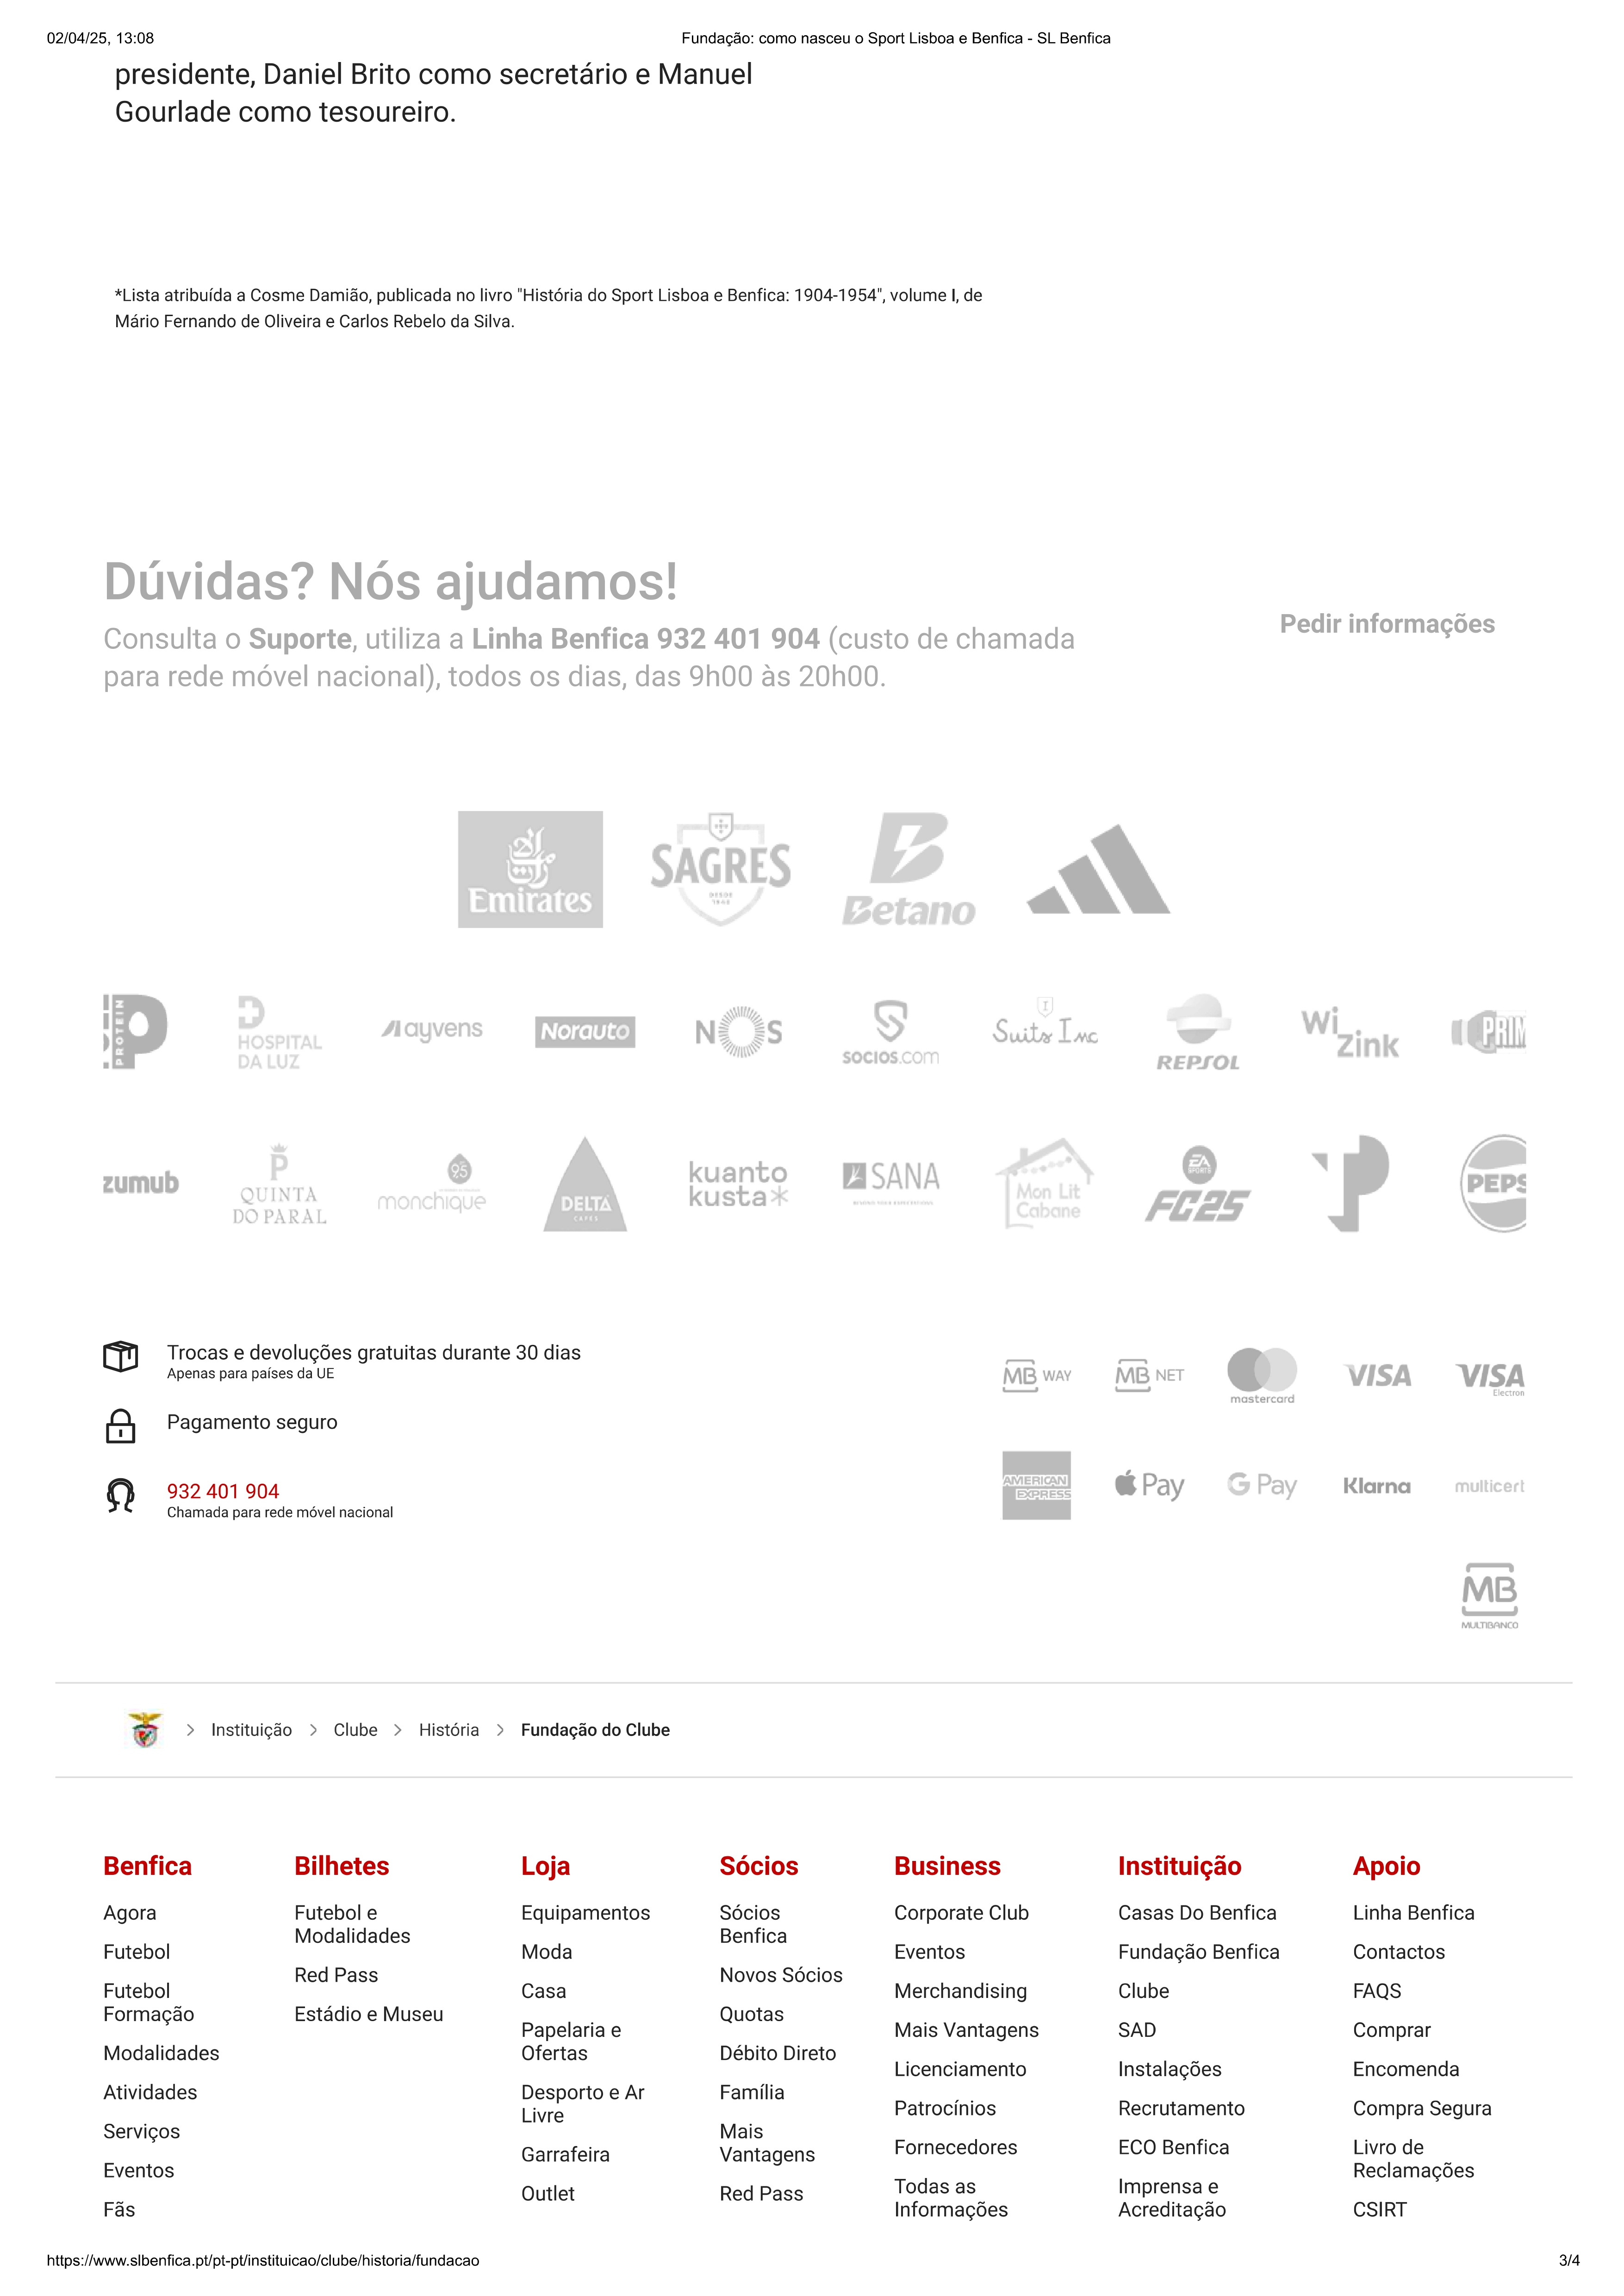 02/04/25, 13:08
Fundação: como nasceu o Sport Lisboa e Benfica - SL Benfica
presidente, Daniel Brito como secretário e Manuel
Gourlade como tesoureiro.
*Lista atribuída a Cosme Damião, publicada no livro "História do Sport Lisboa e Benfica: 1904-1954", volume I, de
Mário Fernando de Oliveira e Carlos Rebelo da Silva.
Dúvidas? Nós ajudamos!
Consulta o Suporte, utiliza a Linha Benfica 932 401 904 (custo de chamada
para rede móvel nacional), todos os dias, das 9h00 às 20h00.
Pedir informações
Emirates
SAGRES
DESDE
1940
Betano
PROTEIN
HOSPITAL
DA LUZ
ayvens
Norauto
NOS
socios.com
Suits Inc
REPSOL
Wi
Zink
PRIM
zumub
P
QUINTA
DO PARAL
9.5
monchique
DELTA
CAFÉS
kuanto
kusta*
SANA
Mon Lit
Cabane
EA
SPORTS
FC25
PEPS
Trocas e devoluções gratuitas durante 30 dias
Apenas para países da UE
Pagamento seguro
932 401 904
Chamada para rede móvel nacional
MB WAY
MB NET
mastercard
VISA
VISA
Electron
AMERICAN
EXPRESS
Pay
G Pay
Klarna
multicert
MB
MULTIBANCO
Instituição
Clube
História
Fundação do Clube
Benfica
Agora
Futebol
Futebol
Formação
Modalidades
Atividades
Serviços
Eventos
Fãs
Bilhetes
Futebol e
Modalidades
Red Pass
Estádio e Museu
Loja
Equipamentos
Moda
Casa
Papelaria e
Ofertas
Desporto e Ar
Livre
Garrafeira
Outlet
Sócios
Sócios
Benfica
Novos Sócios
Quotas
Débito Direto
Família
Mais
Vantagens
Red Pass
Business
Corporate Club
Eventos
Merchandising
Mais Vantagens
Licenciamento
Patrocínios
Fornecedores
Todas as
Informações
Instituição
Casas Do Benfica
Fundação Benfica
Clube
SAD
Instalações
Recrutamento
ECO Benfica
Imprensa e
Acreditação
Apoio
Linha Benfica
Contactos
FAQS
Comprar
Encomenda
Compra Segura
Livro de
Reclamações
CSIRT
https://www.slbenfica.pt/pt-pt/instituicao/clube/historia/fundacao
3/4